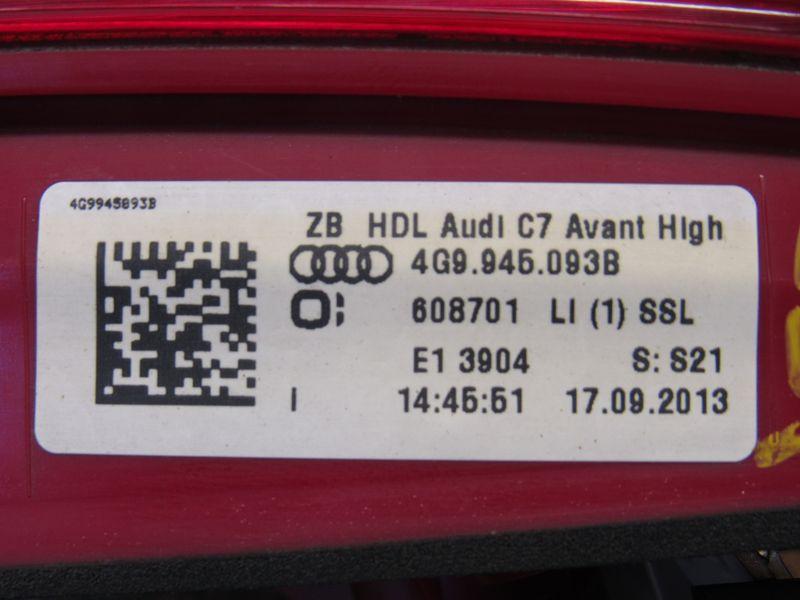 4G9945093B
ZB HDL Audi C7 Avant High
4G9.945.093B
608701 LI (1) SSL
E1 3904 S: S21
I 14:45:51 17.09.2013